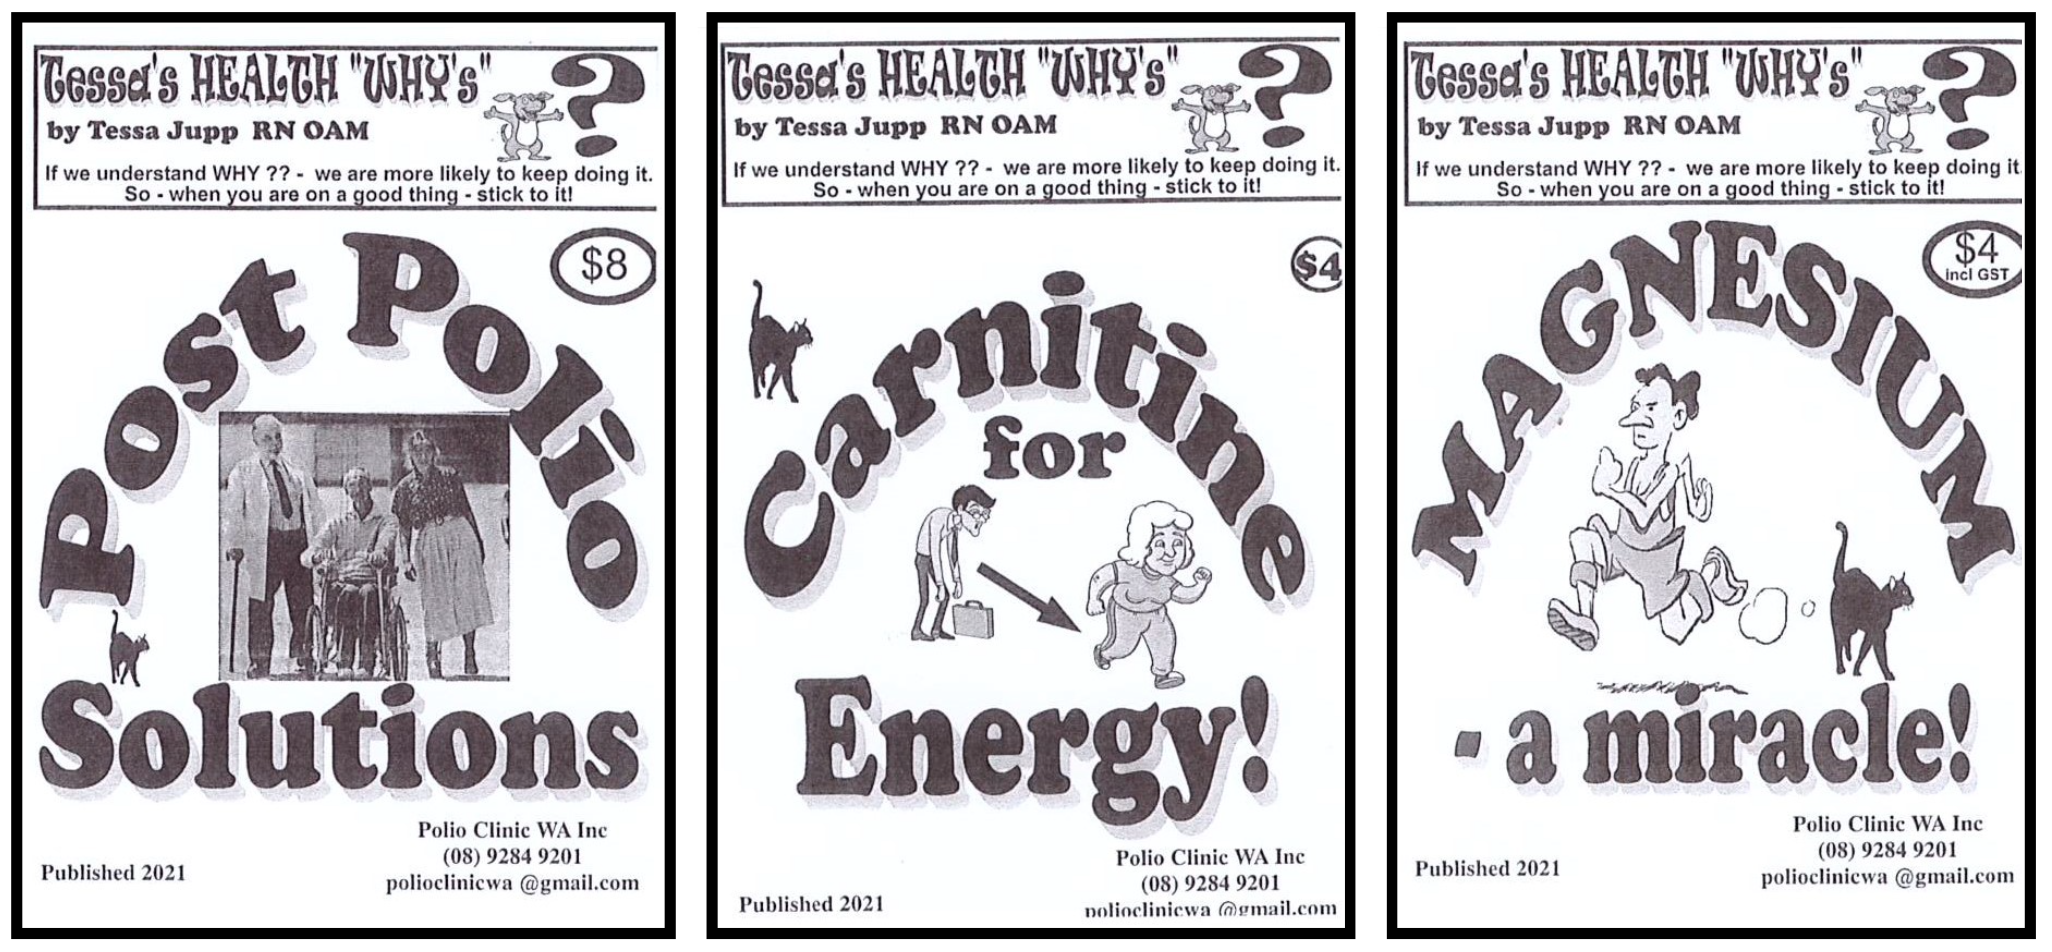 Tessa's HEALTH "WHY's" ?
by Tessa Jupp RN OAM
If we understand WHY ?? - we are more likely to keep doing it.
So - when you are on a good thing - stick to it!
$8
Post Polio
Solutions
Polio Clinic WA Inc
(08) 9284 9201
Published 2021
polioclinicwa @gmail.com
Tessa's HEALTH "WHY's" ?
by Tessa Jupp RN OAM
If we understand WHY ?? - we are more likely to keep doing it.
So - when you are on a good thing - stick to it!
$4
Carnitine
for
Energy!
Polio Clinic WA Inc
(08) 9284 9201
Published 2021
polioclinicwa @gmail.com
Tessa's HEALTH "WHY's" ?
by Tessa Jupp RN OAM
If we understand WHY ?? - we are more likely to keep doing it
So - when you are on a good thing - stick to it!
$4
incl GST
MAGNESIUM
- a miracle!
Polio Clinic WA Inc
(08) 9284 9201
Published 2021
polioclinicwa @gmail.com